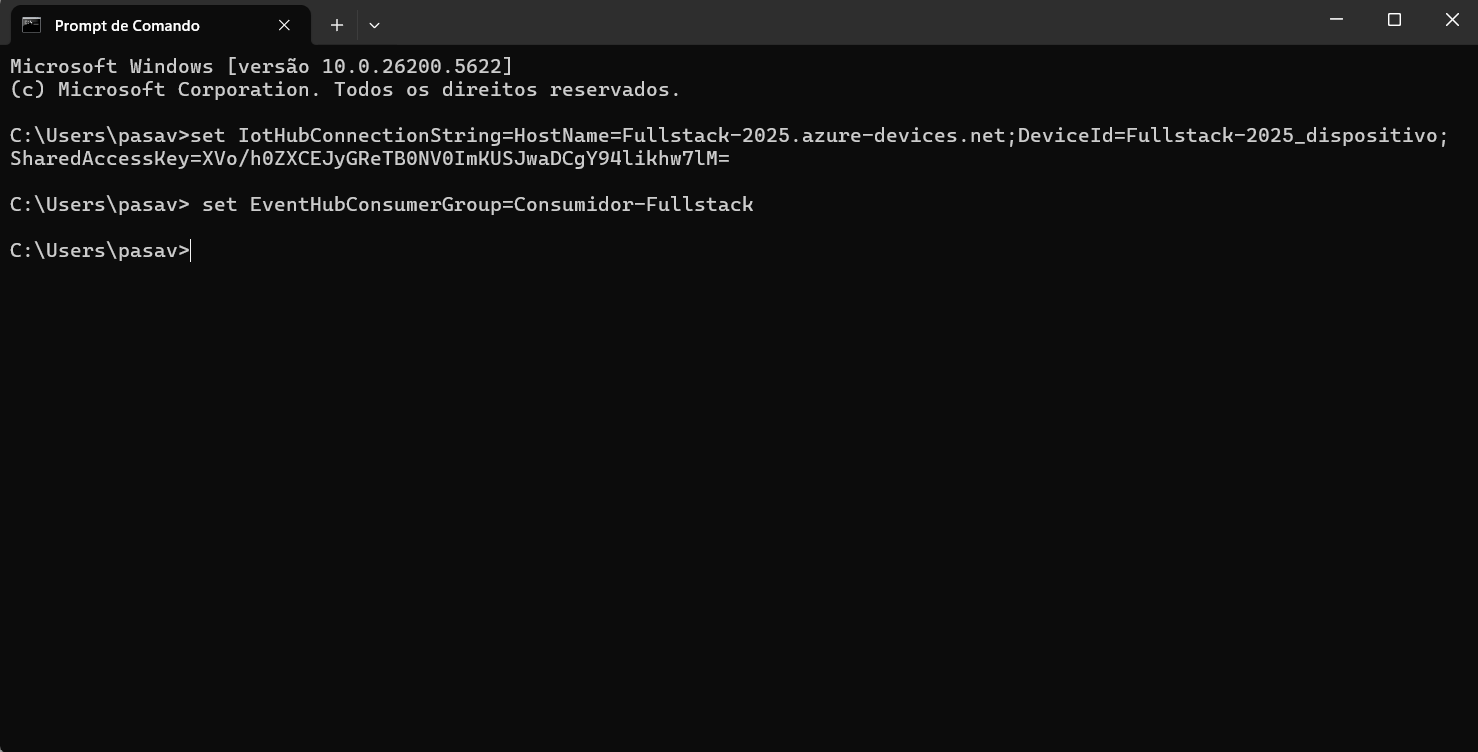 Prompt de Comando
Microsoft Windows [versão 10.0.26200.5622]
(c) Microsoft Corporation. Todos os direitos reservados.
C:\Users\pasav>set IotHubConnectionString=HostName=Fullstack-2025.azure-devices.net;DeviceId=Fullstack-2025_dispositivo;
SharedAccessKey=XVo/h0ZXCEJyGReTB0NV0ImKUSJwaDCgY94likhw7lM=
C:\Users\pasav> set EventHubConsumerGroup=Consumidor-Fullstack
C:\Users\pasav>